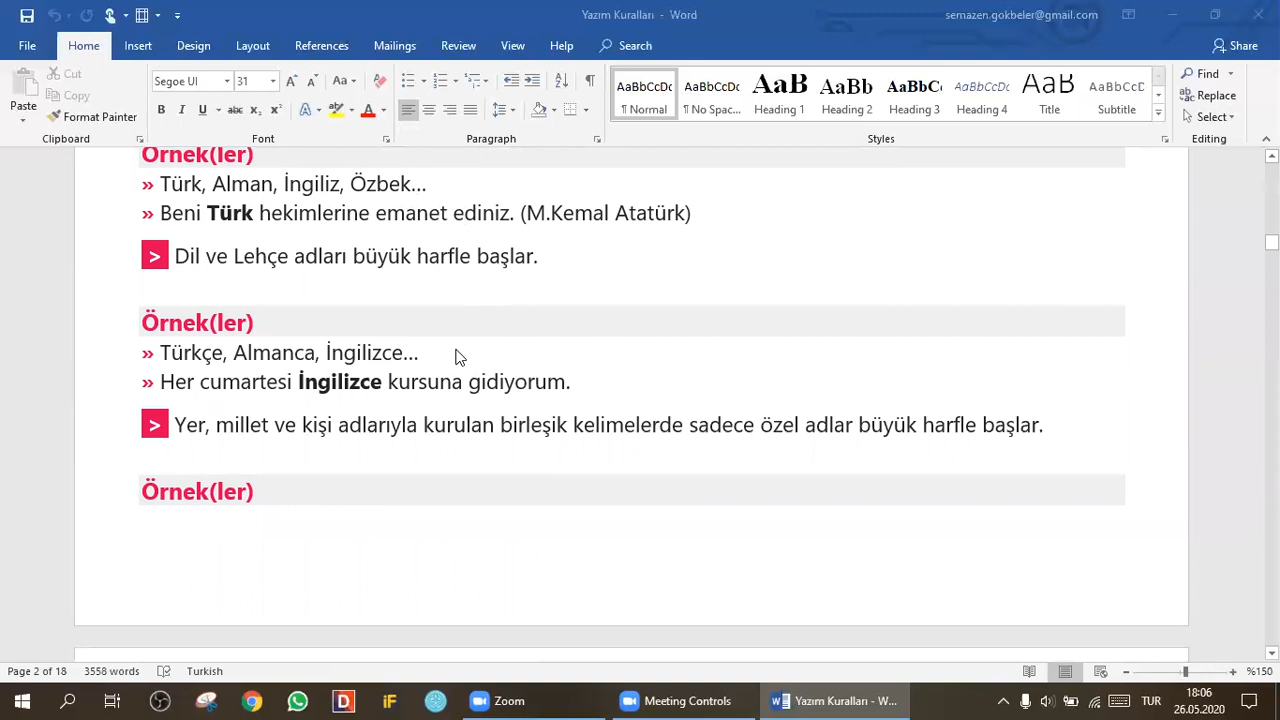 Yazım Kuralları - Word
semazen.gokbeler@gmail.com
File Home Insert Design Layout References Mailings Review View Help Search Share
Paste
Cut
Copy
Format Painter
Segoe UI 31
AaBbCcDc AaBbCcDc AaB AaBb AaBbCc AaBbCcDc AaBbC AaBbCcD
¶ Normal ¶ No Spac... Heading 1 Heading 2 Heading 3 Heading 4 Title Subtitle
Find
Replace
Select
Clipboard Font Paragraph Styles Editing
Örnek(ler)
» Türk, Alman, İngiliz, Özbek...
» Beni Türk hekimlerine emanet ediniz. (M.Kemal Atatürk)
> Dil ve Lehçe adları büyük harfle başlar.
Örnek(ler)
» Türkçe, Almanca, İngilizce...
» Her cumartesi İngilizce kursuna gidiyorum.
> Yer, millet ve kişi adlarıyla kurulan birleşik kelimelerde sadece özel adlar büyük harfle başlar.
Örnek(ler)
Page 2 of 18 3558 words Turkish %150
Zoom Meeting Controls Yazım Kuralları - W... TUR 18:06
26.05.2020